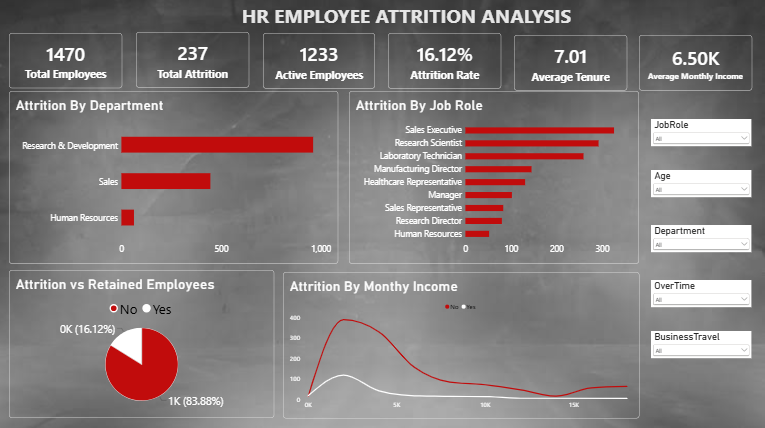 HR EMPLOYEE ATTRITION ANALYSIS
1470
Total Employees
237
Total Attrition
1233
Active Employees
16.12%
Attrition Rate
7.01
Average Tenure
6.50K
Average Monthly Income
Attrition By Department
Research & Development
Sales
Human Resources
0 500 1,000
Attrition By Job Role
Sales Executive
Research Scientist
Laboratory Technician
Manufacturing Director
Healthcare Representative
Manager
Sales Representative
Research Director
Human Resources
0 100 200 300
JobRole
All
Age
All
Department
All
OverTime
All
BusinessTravel
All
Attrition vs Retained Employees
No Yes
0K (16.12%)
1K (83.88%)
Attrition By Monthy Income
No Yes
400
300
200
100
0
0K 5K 10K 15K